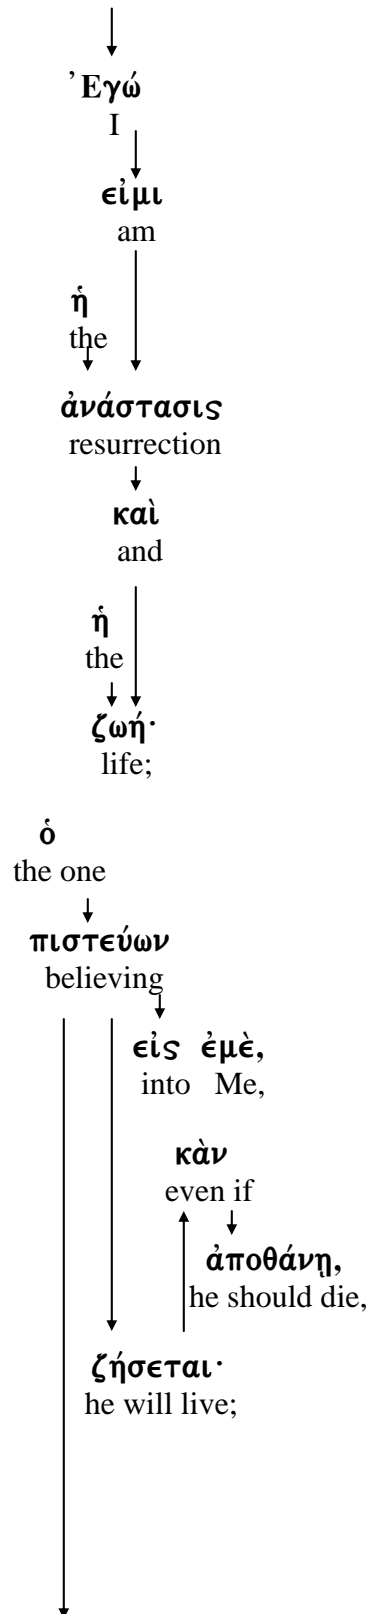 Ἐγώ
I
εἰμι
am
ἡ
the
ἀνάστασις
resurrection
καὶ
and
ἡ
the
ζωή·
life;
ὁ
the one
πιστεύων
believing
εἰς ἐμὲ,
into Me,
κὰν
even if
ἀποθάνῃ,
he should die,
ζήσεται·
he will live;